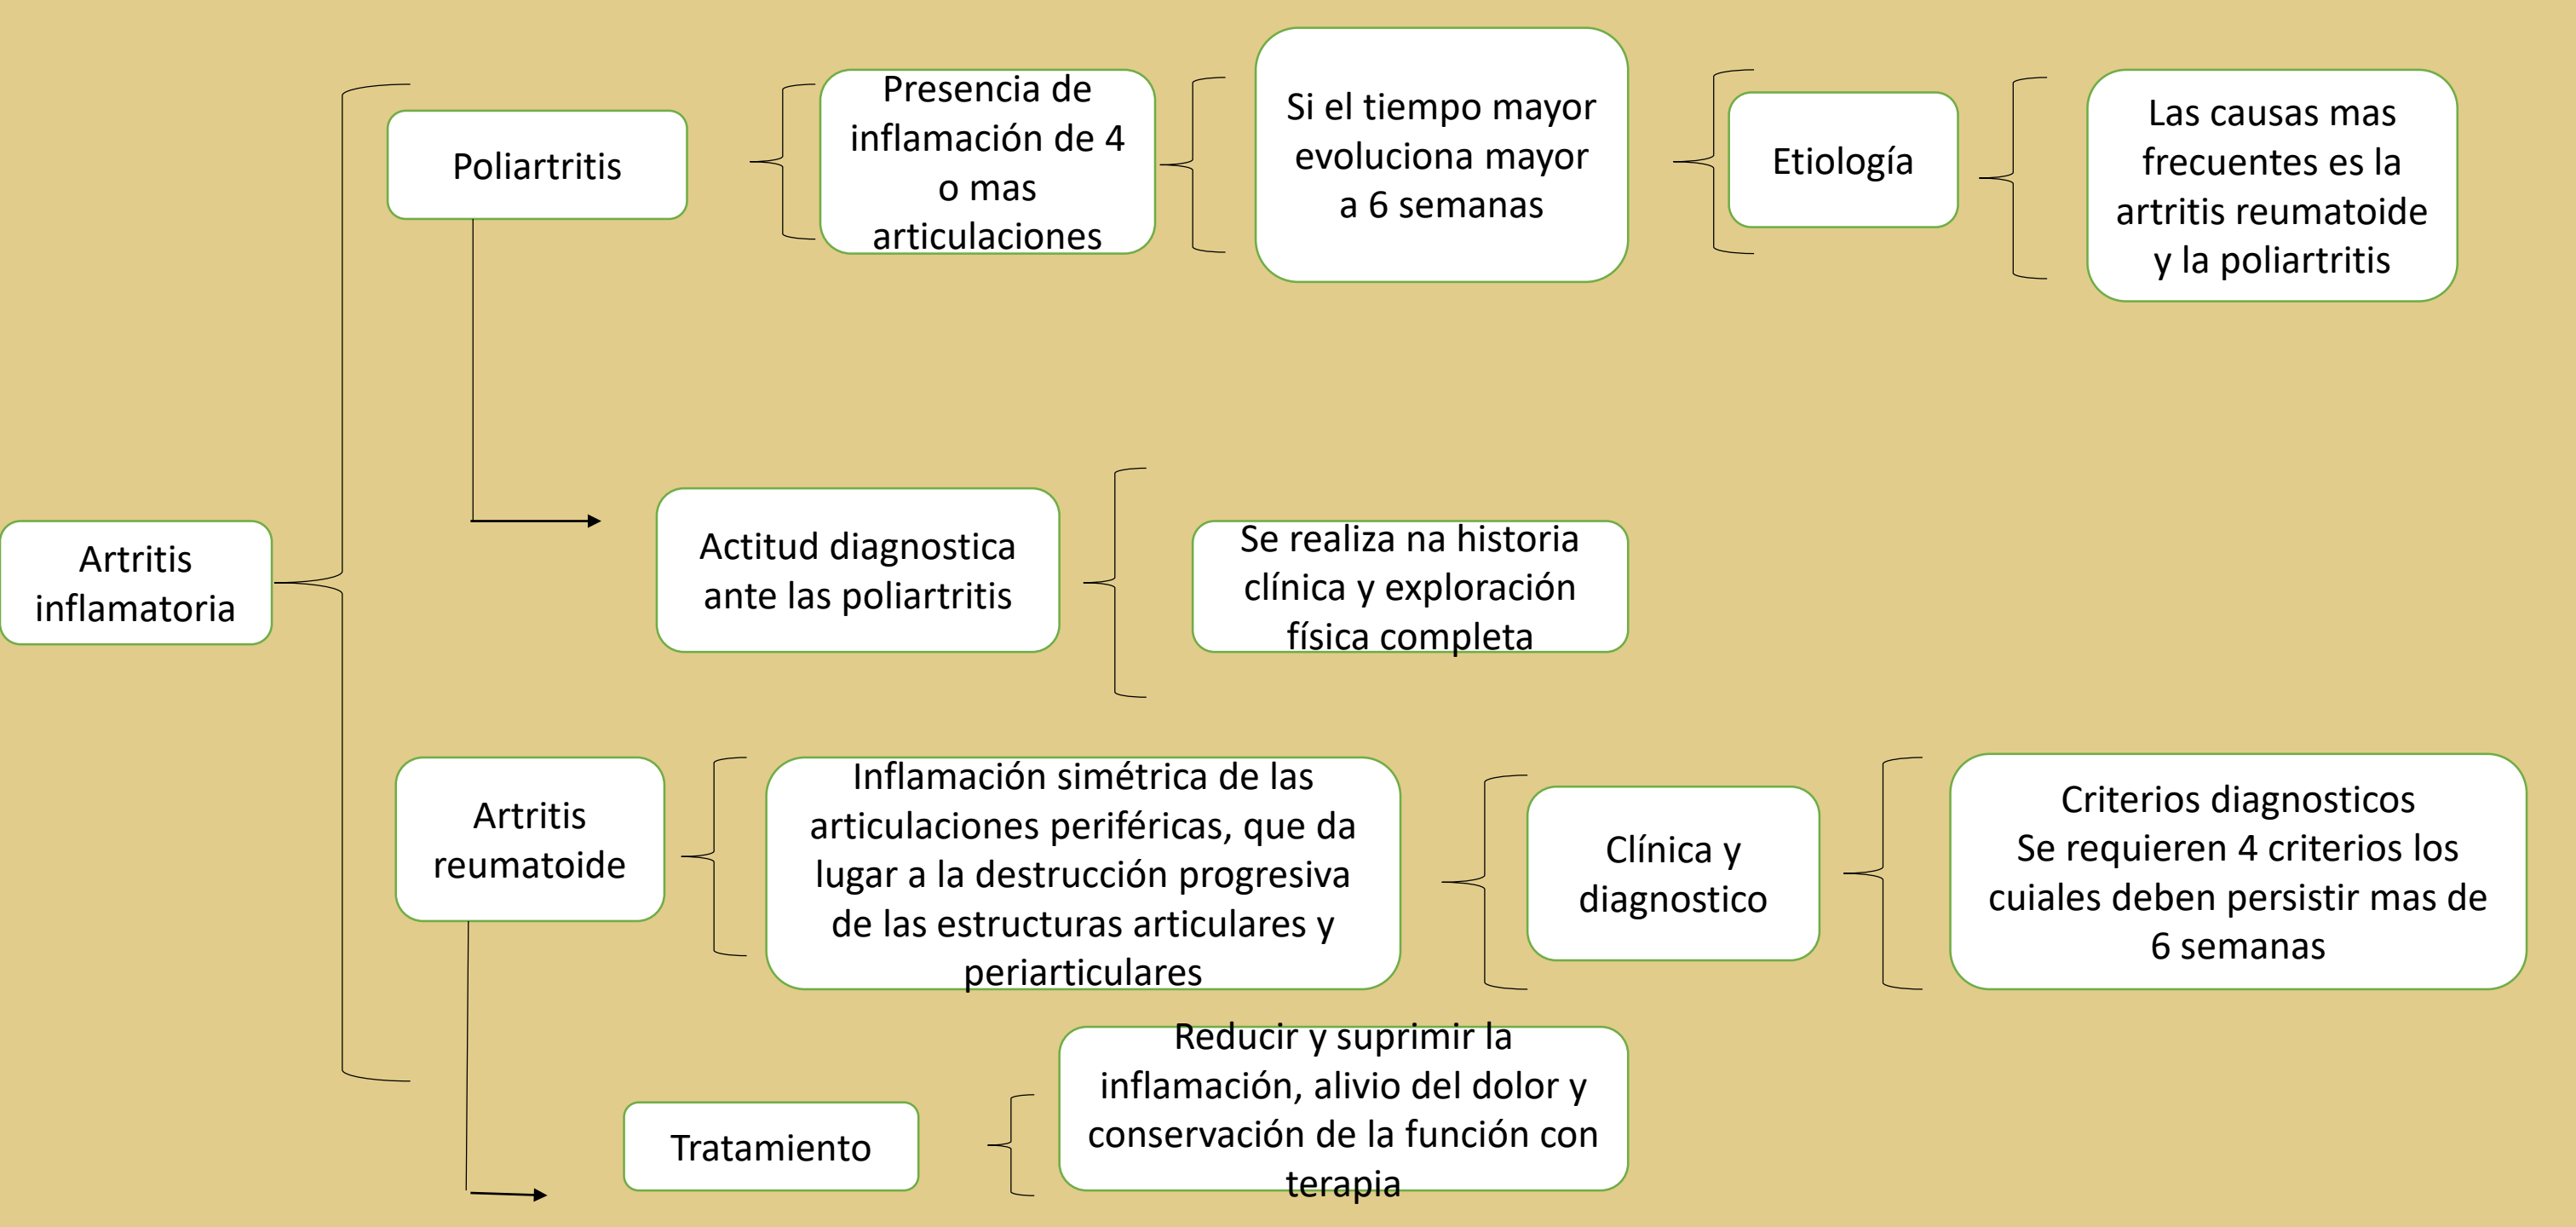 Artritis
inflamatoria
Poliartritis
Presencia de
inflamación de 4
o mas
articulaciones
Si el tiempo mayor
evoluciona mayor
a 6 semanas
Etiología
Las causas mas
frecuentes es la
artritis reumatoide
y la poliartritis
Actitud diagnostica
ante las poliartritis
Se realiza na historia
clínica y exploración
física completa
Artritis
reumatoide
Inflamación simétrica de las
articulaciones periféricas, que da
lugar a la destrucción progresiva
de las estructuras articulares y
periarticulares
Clínica y
diagnostico
Criterios diagnosticos
Se requieren 4 criterios los
cuiales deben persistir mas de
6 semanas
Tratamiento
Reducir y suprimir la
inflamación, alivio del dolor y
conservación de la función con
terapia